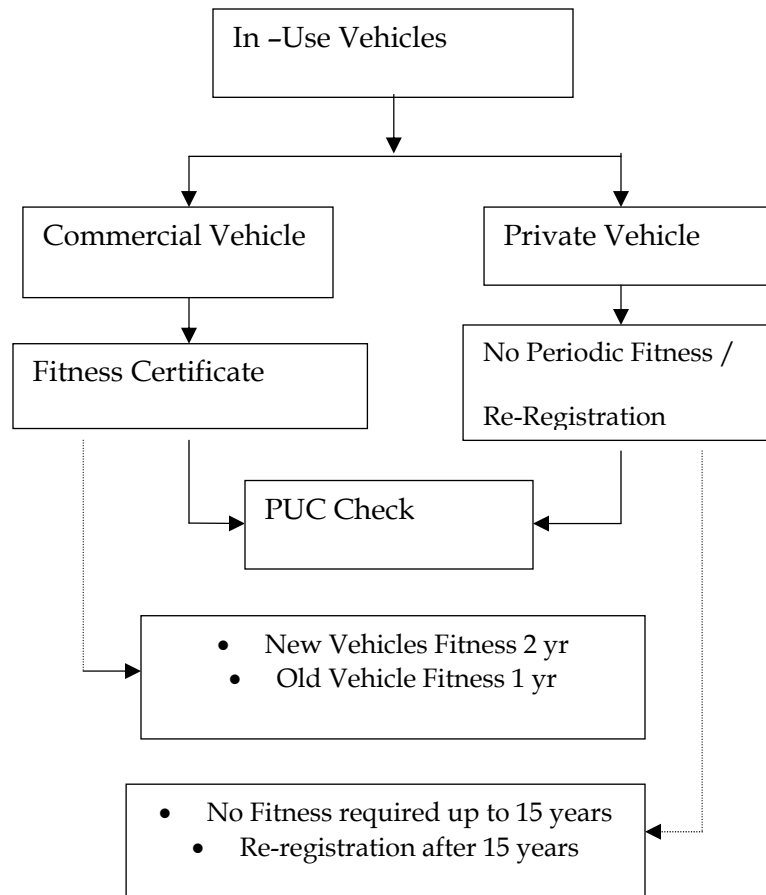 In –Use Vehicles
Commercial Vehicle
Private Vehicle
Fitness Certificate
No Periodic Fitness /
Re-Registration
PUC Check
• New Vehicles Fitness 2 yr
• Old Vehicle Fitness 1 yr
• No Fitness required up to 15 years
• Re-registration after 15 years